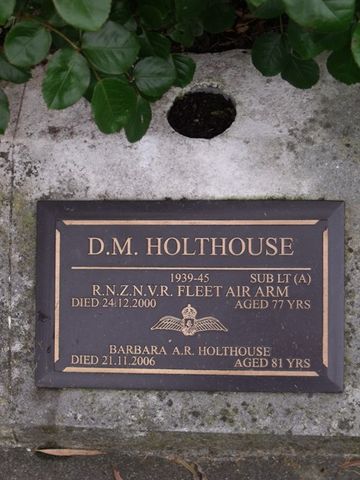 D.M. HOLTHOUSE
1939-45 SUB LT (A)
R.N.Z.N.V.R. FLEET AIR ARM
DIED 24.12.2000 AGED 77 YRS
BARBARA A.R. HOLTHOUSE
DIED 21.11.2006 AGED 81 YRS